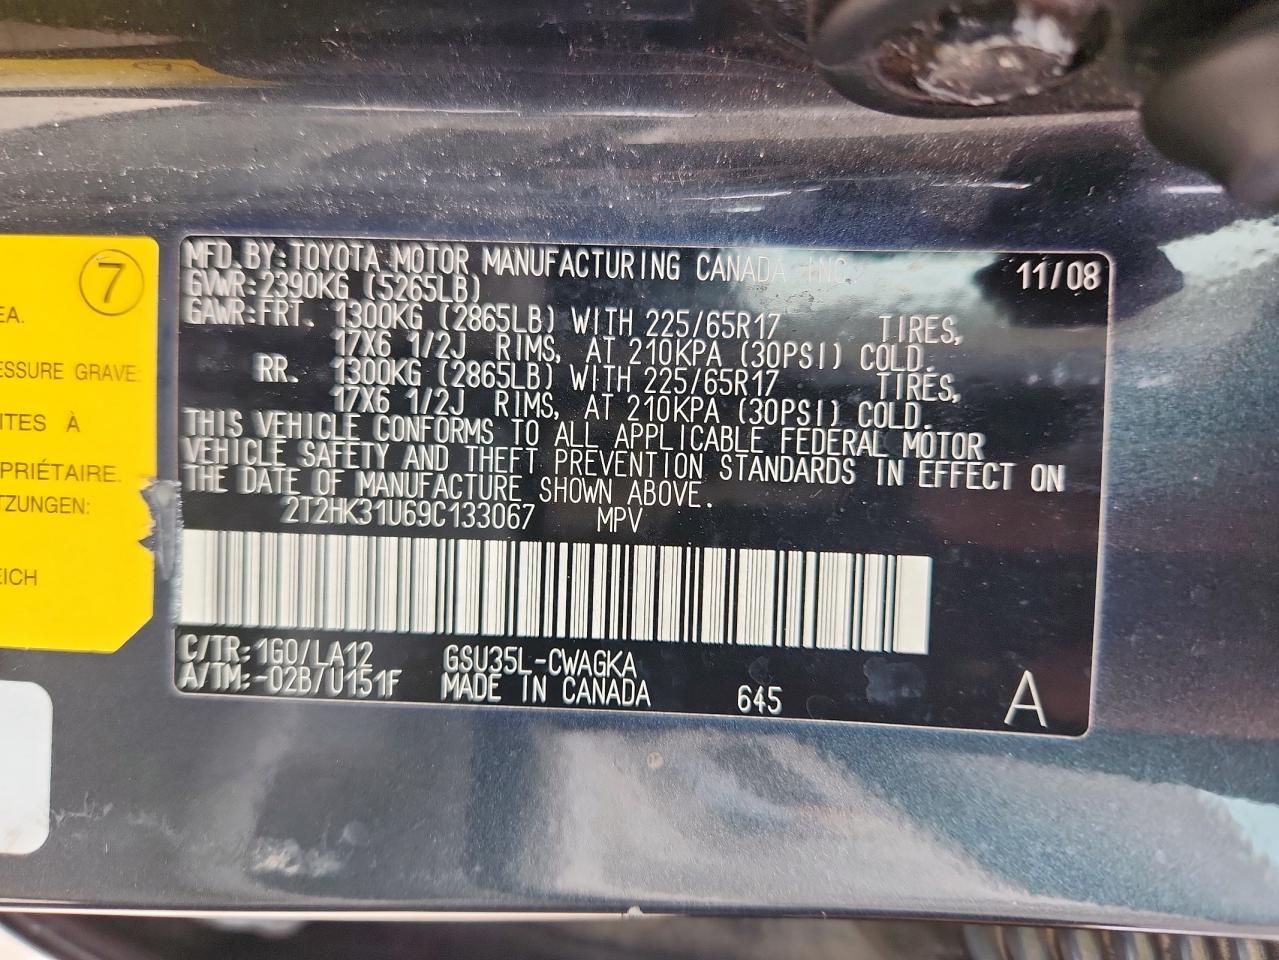 7
EA.
ESSURE GRAVE:
ITES À
OPRIÉTAIRE.
TZUNGEN:
EICH
MFD.BY:TOYOTA MOTOR MANUFACTURING CANADA INC. 11/08
GVWR:2390KG (5265LB)
GAWR:FRT. 1300KG (2865LB) WITH 225/65R17 TIRES,
17X6 1/2J RIMS, AT 210KPA (30PSI) COLD.
RR. 1300KG (2865LB) WITH 225/65R17 TIRES,
17X6 1/2J RIMS, AT 210KPA (30PSI) COLD.
THIS VEHICLE CONFORMS TO ALL APPLICABLE FEDERAL MOTOR
VEHICLE SAFETY AND THEFT PREVENTION STANDARDS IN EFFECT ON
THE DATE OF MANUFACTURE SHOWN ABOVE.
2T2HK31U69C133067 MPV
C/TR:1G0/LA12 GSU35L-CWAGKA
A/TM:-02B/U151F MADE IN CANADA 645 A